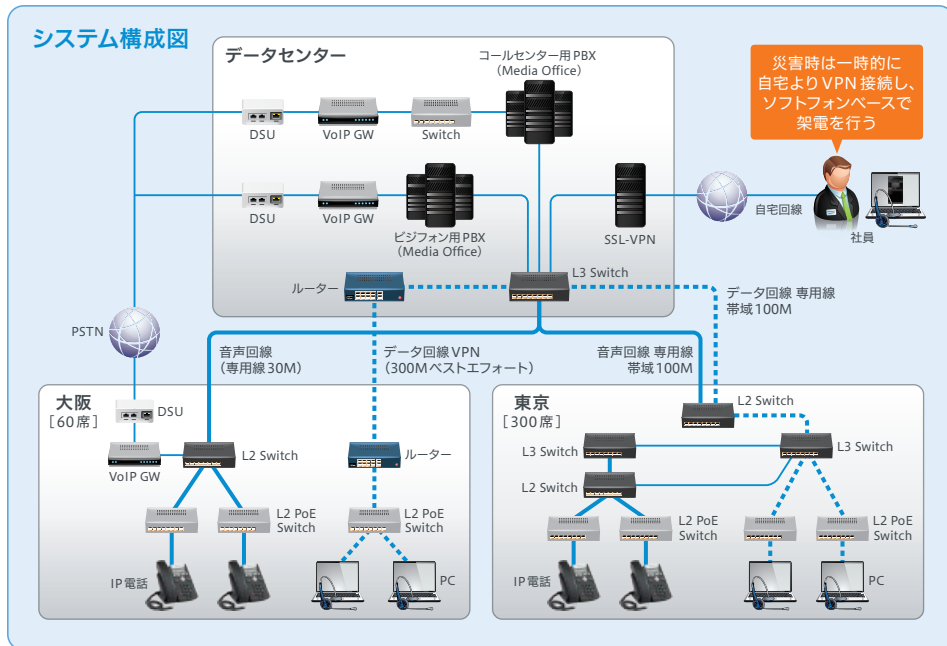 システム構成図
データセンター
コールセンター用PBX
（Media Office）
災害時は一時的に
自宅よりVPN接続し、
ソフトフォンベースで
架電を行う
DSU
VoIP GW
Switch
DSU
VoIP GW
ビジフォン用PBX
（Media Office）
SSL-VPN
自宅回線
社員
ルーター
L3 Switch
データ回線 専用線
帯域100M
PSTN
音声回線
（専用線30M）
データ回線VPN
（300Mベストエフォート）
音声回線 専用線
帯域100M
大阪
［60席］
DSU
VoIP GW
L2 Switch
ルーター
L2 PoE
Switch
L2 PoE
Switch
IP電話
PC
東京
［300席］
L2 Switch
L3 Switch
L3 Switch
L2 Switch
L2 PoE
Switch
L2 PoE
Switch
IP電話
PC